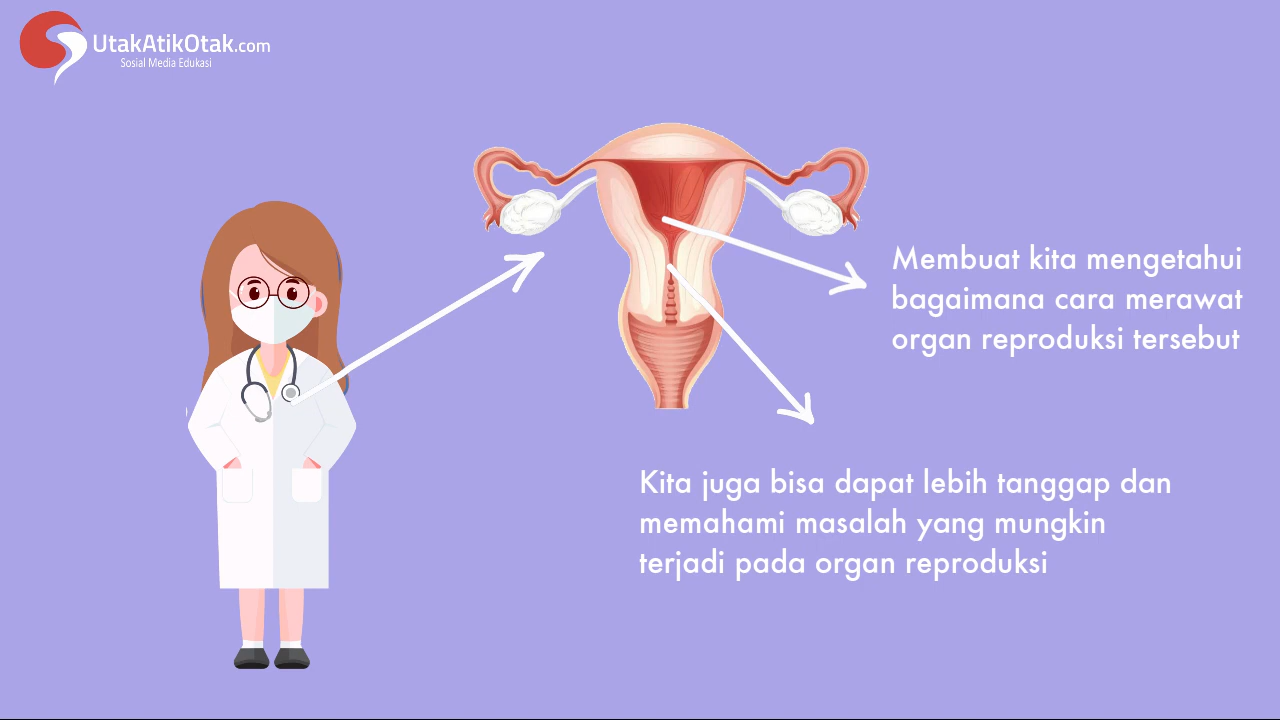 UtakAtikOtak.com
Sosial Media Edukasi
Membuat kita mengetahui
bagaimana cara merawat
organ reproduksi tersebut
Kita juga bisa dapat lebih tanggap dan
memahami masalah yang mungkin
terjadi pada organ reproduksi